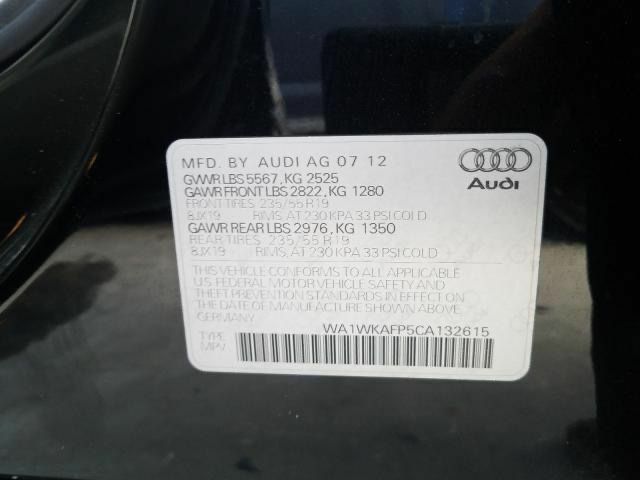 MFD. BY AUDI AG 07 12
GVWR LBS 5567, KG 2525
GAWR FRONT LBS 2822, KG 1280
FRONT TIRES 235/55 R19
8JX19 RIMS, AT 230 KPA 33 PSI COLD
GAWR REAR LBS 2976, KG 1350
REAR TIRES 235/55 R19
8JX19 RIMS, AT 230 KPA 33 PSI COLD
THIS VEHICLE CONFORMS TO ALL APPLICABLE
U.S FEDERAL MOTOR VEHICLE SAFETY AND
THEFT PREVENTION STANDARDS IN EFFECT ON
THE DATE OF MANUFACTURE SHOWN ABOVE.
GERMANY
WA1WKAFP5CA132615
TYPE:
MPV
Audi